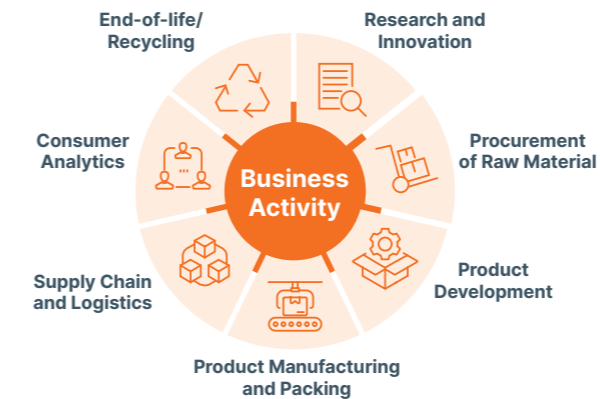 End-of-life/
Recycling
Research and
Innovation
Consumer
Analytics
Procurement
of Raw Material
Business
Activity
Supply Chain
and Logistics
Product
Development
Product Manufacturing
and Packing